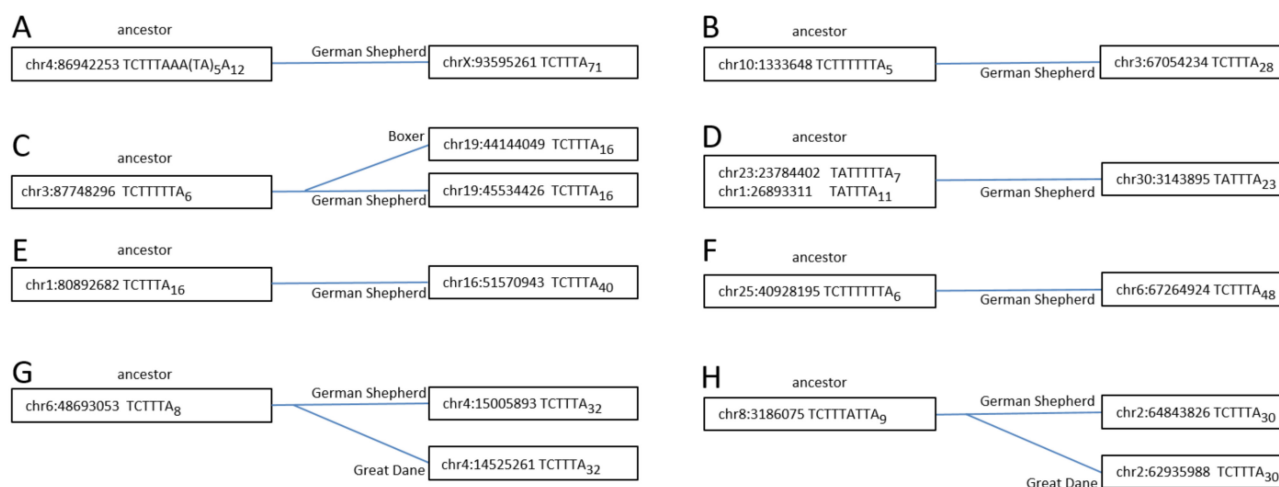 A
ancestor
chr4:86942253 TCTTTAAA(TA)5A12
German Shepherd
chrX:93595261 TCTTTA71
B
ancestor
chr10:1333648 TCTTTTTTA5
German Shepherd
chr3:67054234 TCTTTA28
C
ancestor
chr3:87748296 TCTTTTTA6
Boxer
chr19:44144049 TCTTTA16
German Shepherd
chr19:45534426 TCTTTA16
D
ancestor
chr23:23784402 TATTTTTA7
chr1:26893311 TATTTA11
German Shepherd
chr30:3143895 TATTTA23
E
ancestor
chr1:80892682 TCTTTA16
German Shepherd
chr16:51570943 TCTTTA40
F
ancestor
chr25:40928195 TCTTTTTTA6
German Shepherd
chr6:67264924 TCTTTA48
G
ancestor
chr6:48693053 TCTTTA8
German Shepherd
chr4:15005893 TCTTTA32
Great Dane
chr4:14525261 TCTTTA32
H
ancestor
chr8:3186075 TCTTTATTA9
German Shepherd
chr2:64843826 TCTTTA30
Great Dane
chr2:62935988 TCTTTA30